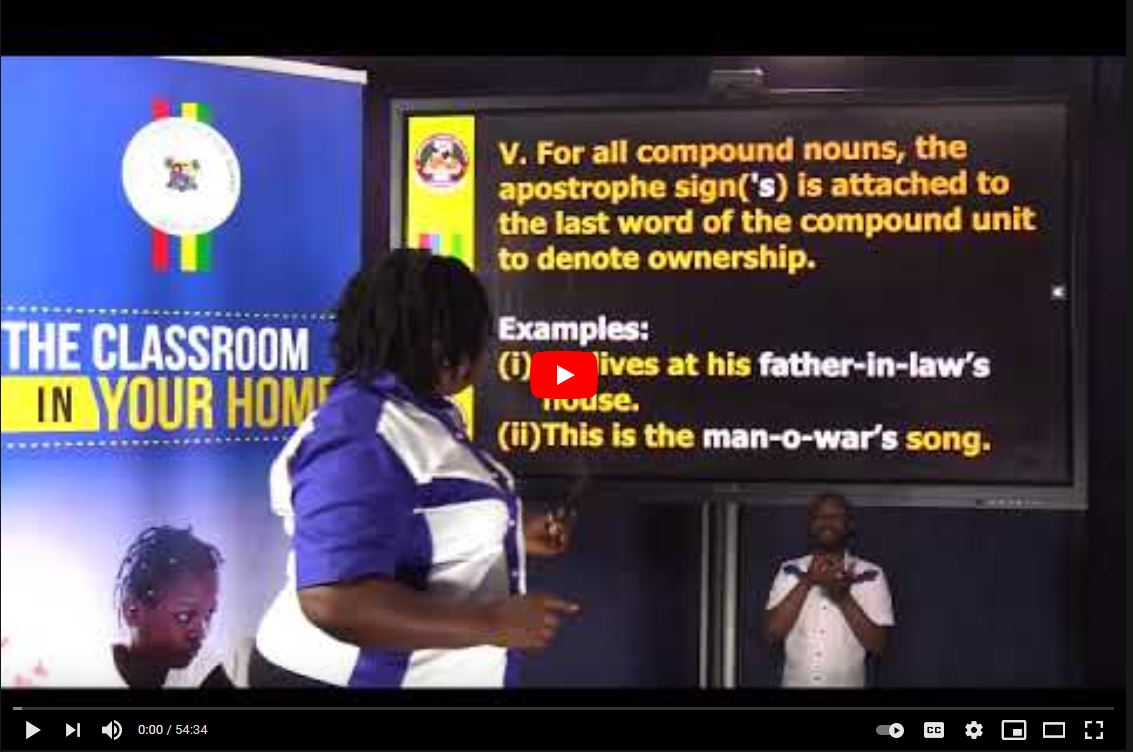 THE CLASSROOM
IN YOUR HOME
V. For all compound nouns, the
apostrophe sign('s) is attached to
the last word of the compound unit
to denote ownership.
Examples:
(i) lives at his father-in-law’s
house.
(ii)This is the man-o-war’s song.
0:00 / 54:34
CC